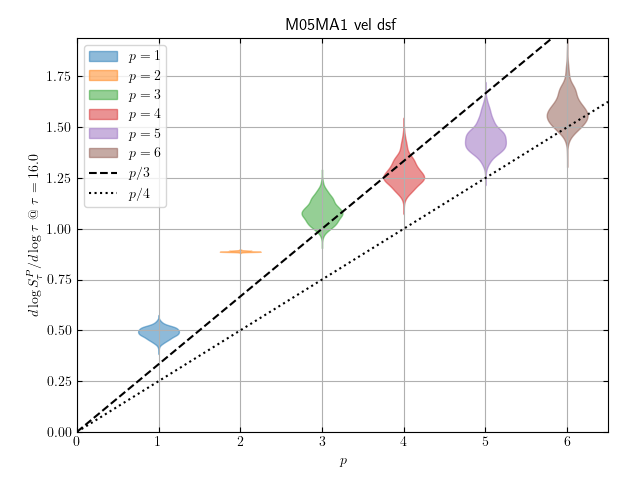 M05MA1 vel dsf
p = 1
p = 2
p = 3
p = 4
p = 5
p = 6
p/3
p/4
d log S_τ^P / d log τ @ τ = 16.0
1.75
1.50
1.25
1.00
0.75
0.50
0.25
0.00
0 1 2 3 4 5 6
p